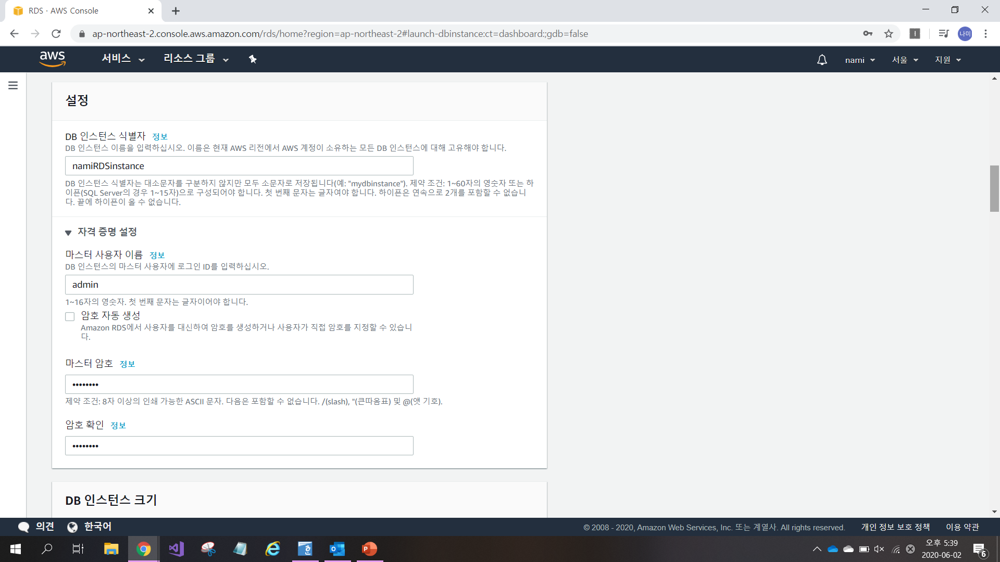 RDS · AWS Console
ap-northeast-2.console.aws.amazon.com/rds/home?region=ap-northeast-2#launch-dbinstance:ct=dashboard:;gdb=false
나미
aws
서비스
리소스 그룹
nami
서울
지원
설정
DB 인스턴스 식별자 정보
DB 인스턴스 이름을 입력하십시오. 이름은 현재 AWS 리전에서 AWS 계정이 소유하는 모든 DB 인스턴스에 대해 고유해야 합니다.
namiRDSinstance
DB 인스턴스 식별자는 대소문자를 구분하지 않지만 모두 소문자로 저장됩니다(예: "mydbinstance"). 제약 조건: 1~60자의 영숫자 또는 하
이픈(SQL Server의 경우 1~15자)으로 구성되어야 합니다. 첫 번째 문자는 글자여야 합니다. 하이픈은 연속으로 2개를 포함할 수 없습니
다. 끝에 하이픈이 올 수 없습니다.
자격 증명 설정
마스터 사용자 이름 정보
DB 인스턴스의 마스터 사용자에 로그인 ID를 입력하십시오.
admin
1~16자의 영숫자. 첫 번째 문자는 글자이어야 합니다.
암호 자동 생성
Amazon RDS에서 사용자를 대신하여 암호를 생성하거나 사용자가 직접 암호를 지정할 수 있습니
다.
마스터 암호 정보
••••••••
제약 조건: 8자 이상의 인쇄 가능한 ASCII 문자. 다음은 포함할 수 없습니다. /(slash), "(큰따옴표) 및 @(앳 기호).
암호 확인 정보
••••••••
DB 인스턴스 크기
의견
한국어
© 2008 - 2020, Amazon Web Services, Inc. 또는 계열사. All rights reserved.
개인 정보 보호 정책
이용 약관
오후 5:39
2020-06-02
6